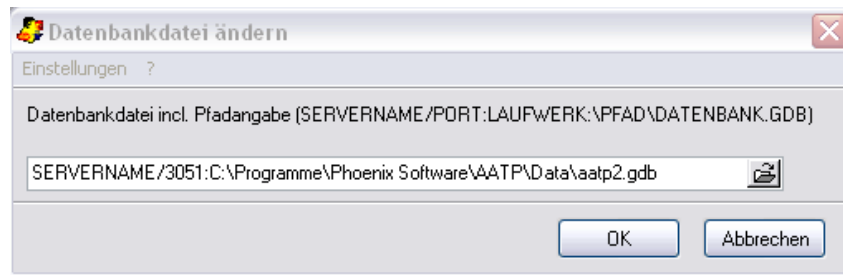 Datenbankdatei ändern
Einstellungen ?
Datenbankdatei incl. Pfadangabe (SERVERNAME/PORT:LAUFWERK:\PFAD\DATENBANK.GDB)
SERVERNAME/3051:C:\Programme\Phoenix Software\AATP\Data\aatp2.gdb
OK Abbrechen